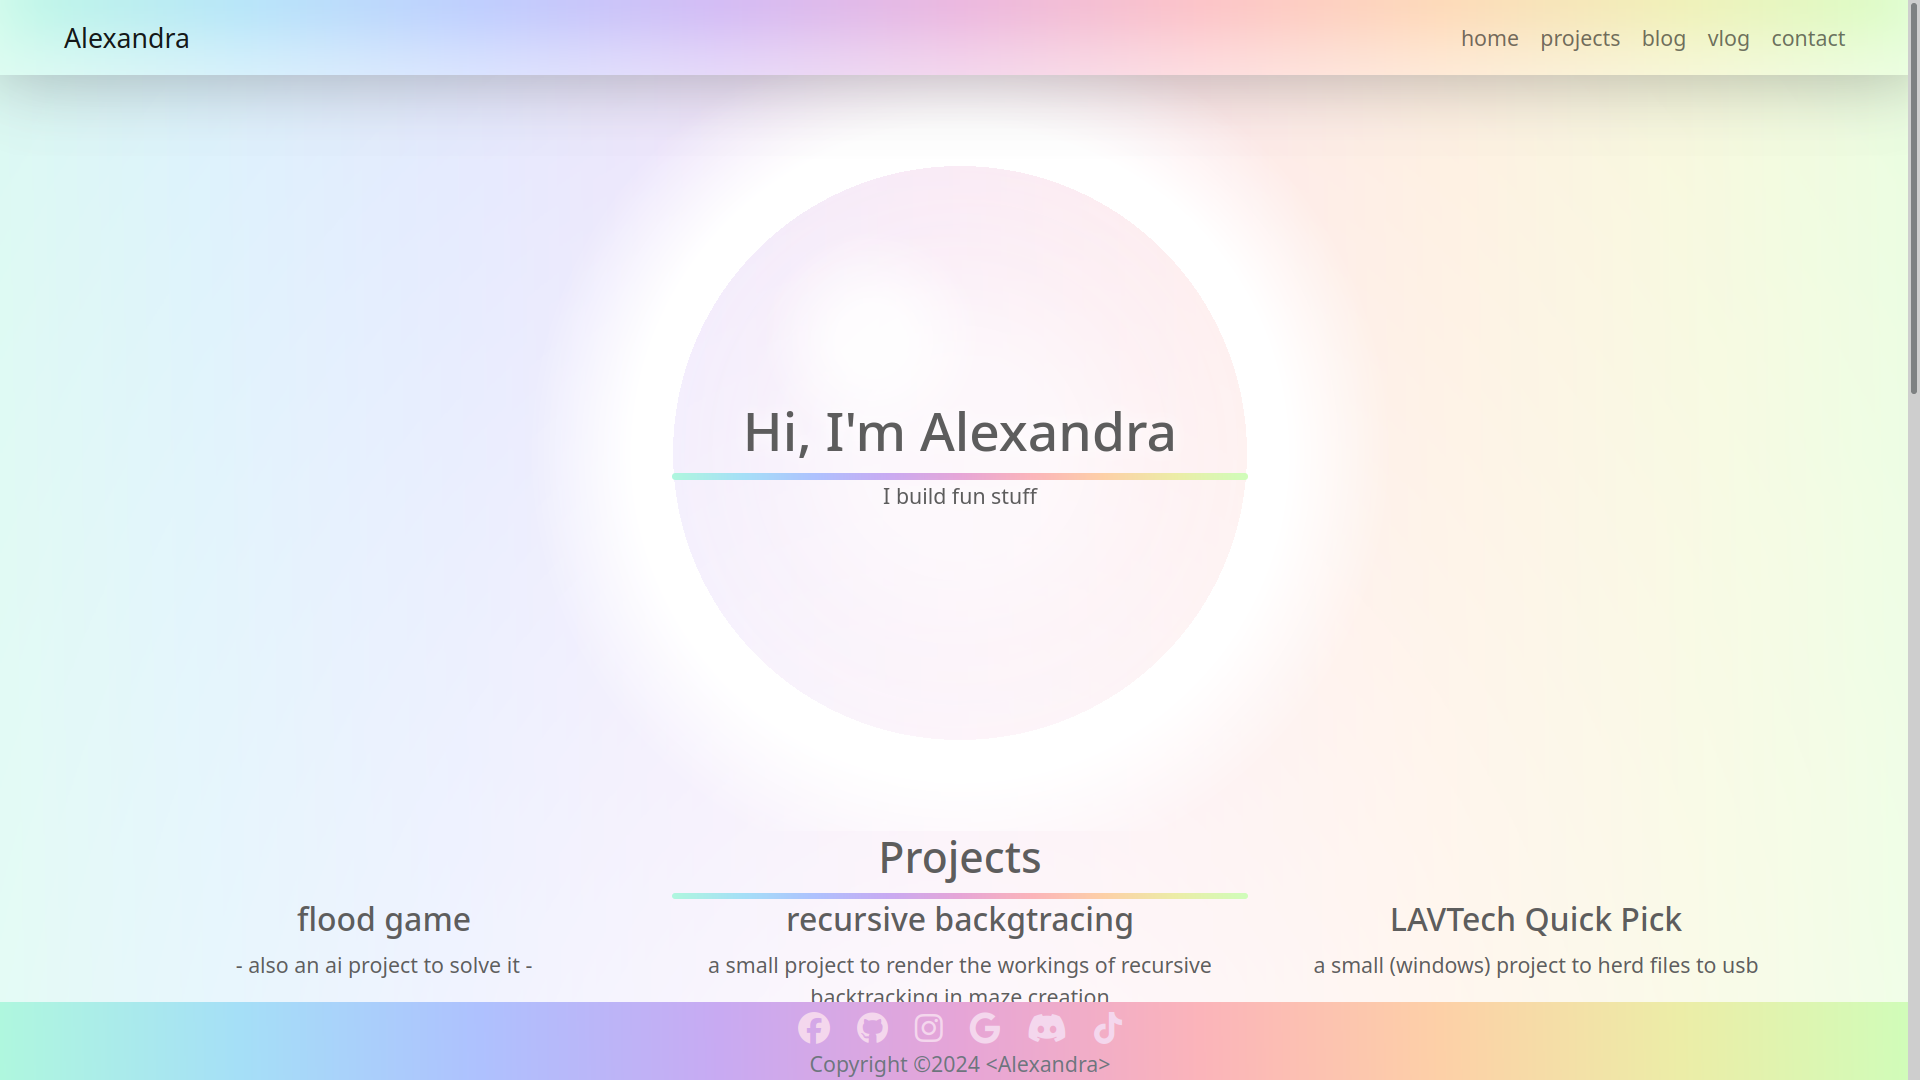 Alexandra
home projects blog vlog contact
Hi, I'm Alexandra
I build fun stuff
Projects
flood game
- also an ai project to solve it -
recursive backgtracing
a small project to render the workings of recursive
backtracking in maze creation
LAVTech Quick Pick
a small (windows) project to herd files to usb
Copyright ©2024 <Alexandra>